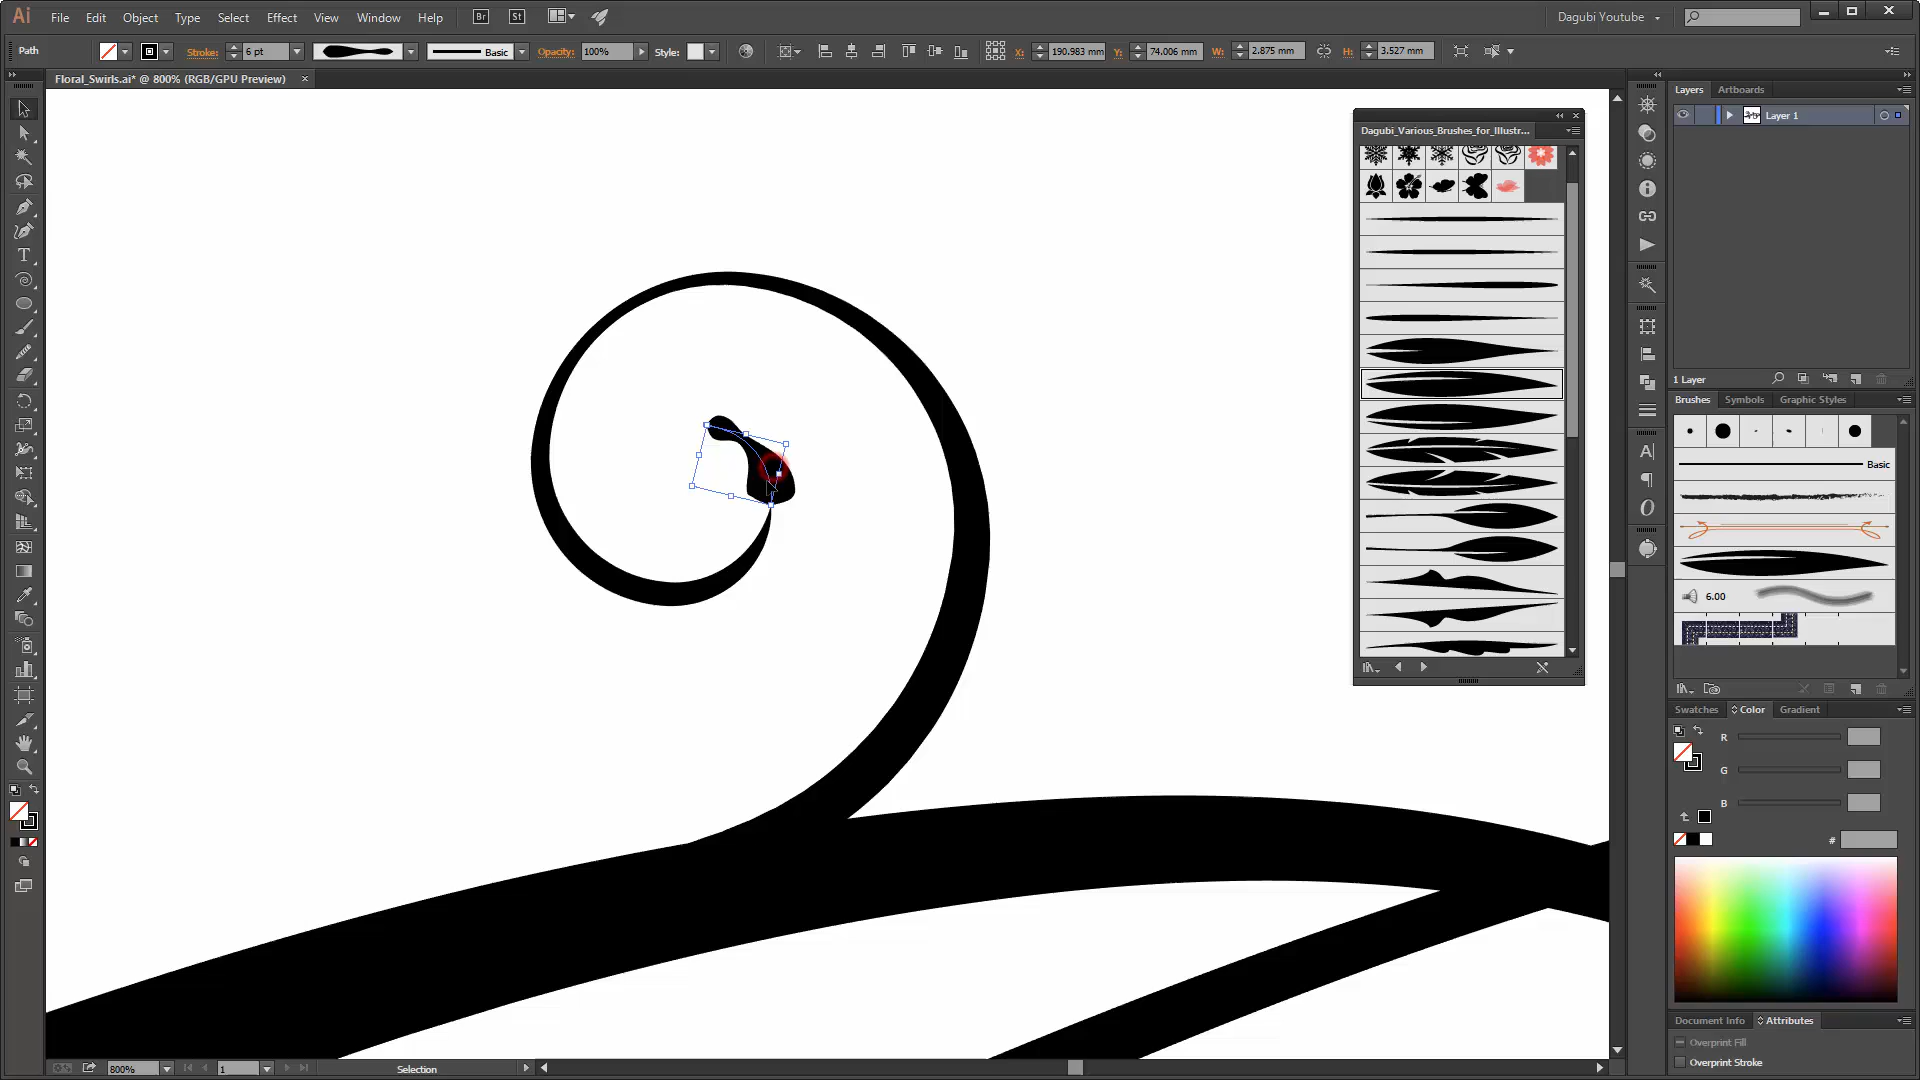 Ai File Edit Object Type Select Effect View Window Help Br St Dagubi Youtube
Path Stroke: 6 pt Basic Opacity: 100% Style: X: 190.983 mm Y: 74.006 mm W: 2.875 mm H: 3.527 mm
Floral_Swirls.ai* @ 800% (RGB/GPU Preview) ×
Layers Artboards
Layer 1
Dagubi_Various_Brushes_for_Illustr...
1 Layer
Brushes Symbols Graphic Styles
Basic
6.00
Swatches Color Gradient
R
G
B
#
Document Info Attributes
Overprint Fill
Overprint Stroke
800% 1 Selection